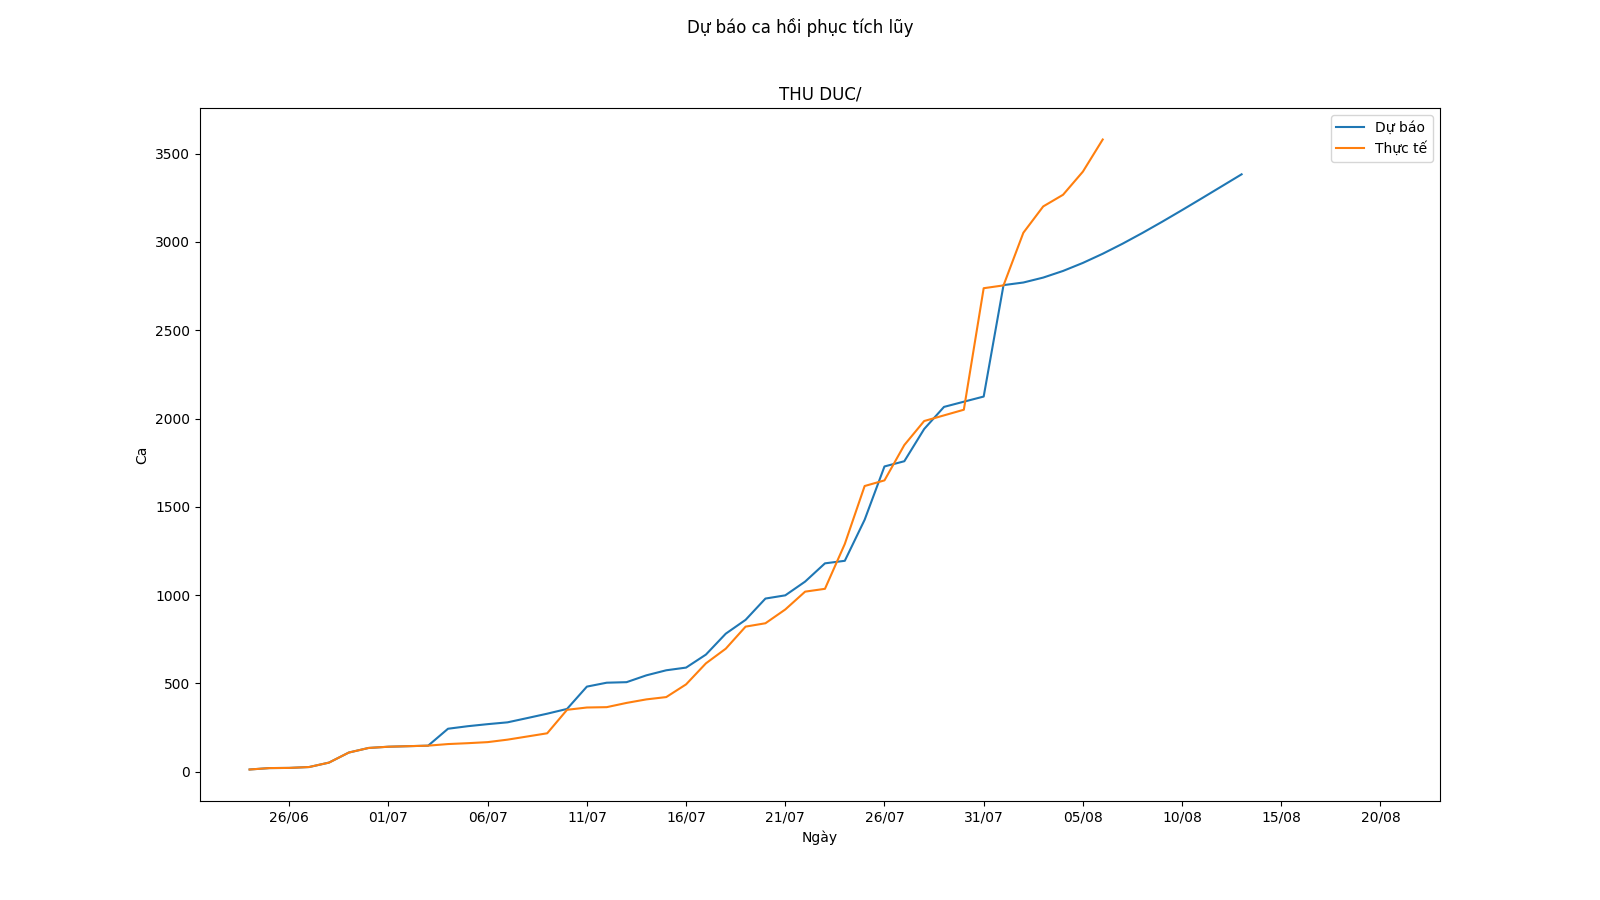 Dự báo ca hồi phục tích lũy
THU DUC/
Dự báo
Thực tế
3500
3000
2500
2000
1500
1000
500
0
Ca
26/06 01/07 06/07 11/07 16/07 21/07 26/07 31/07 05/08 10/08 15/08 20/08
Ngày